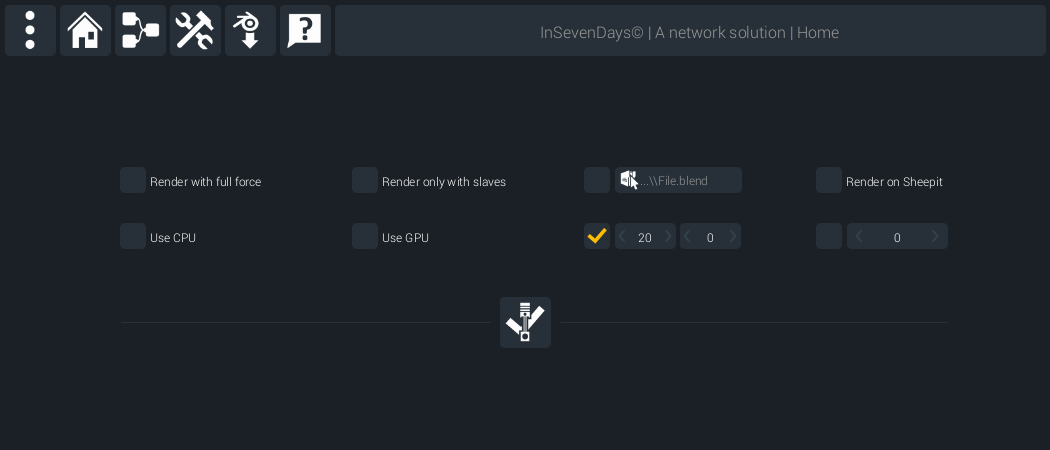 InSevenDays© | A network solution | Home
Render with full force
Render only with slaves
...\\File.blend
Render on Sheepit
Use CPU
Use GPU
20
0
0